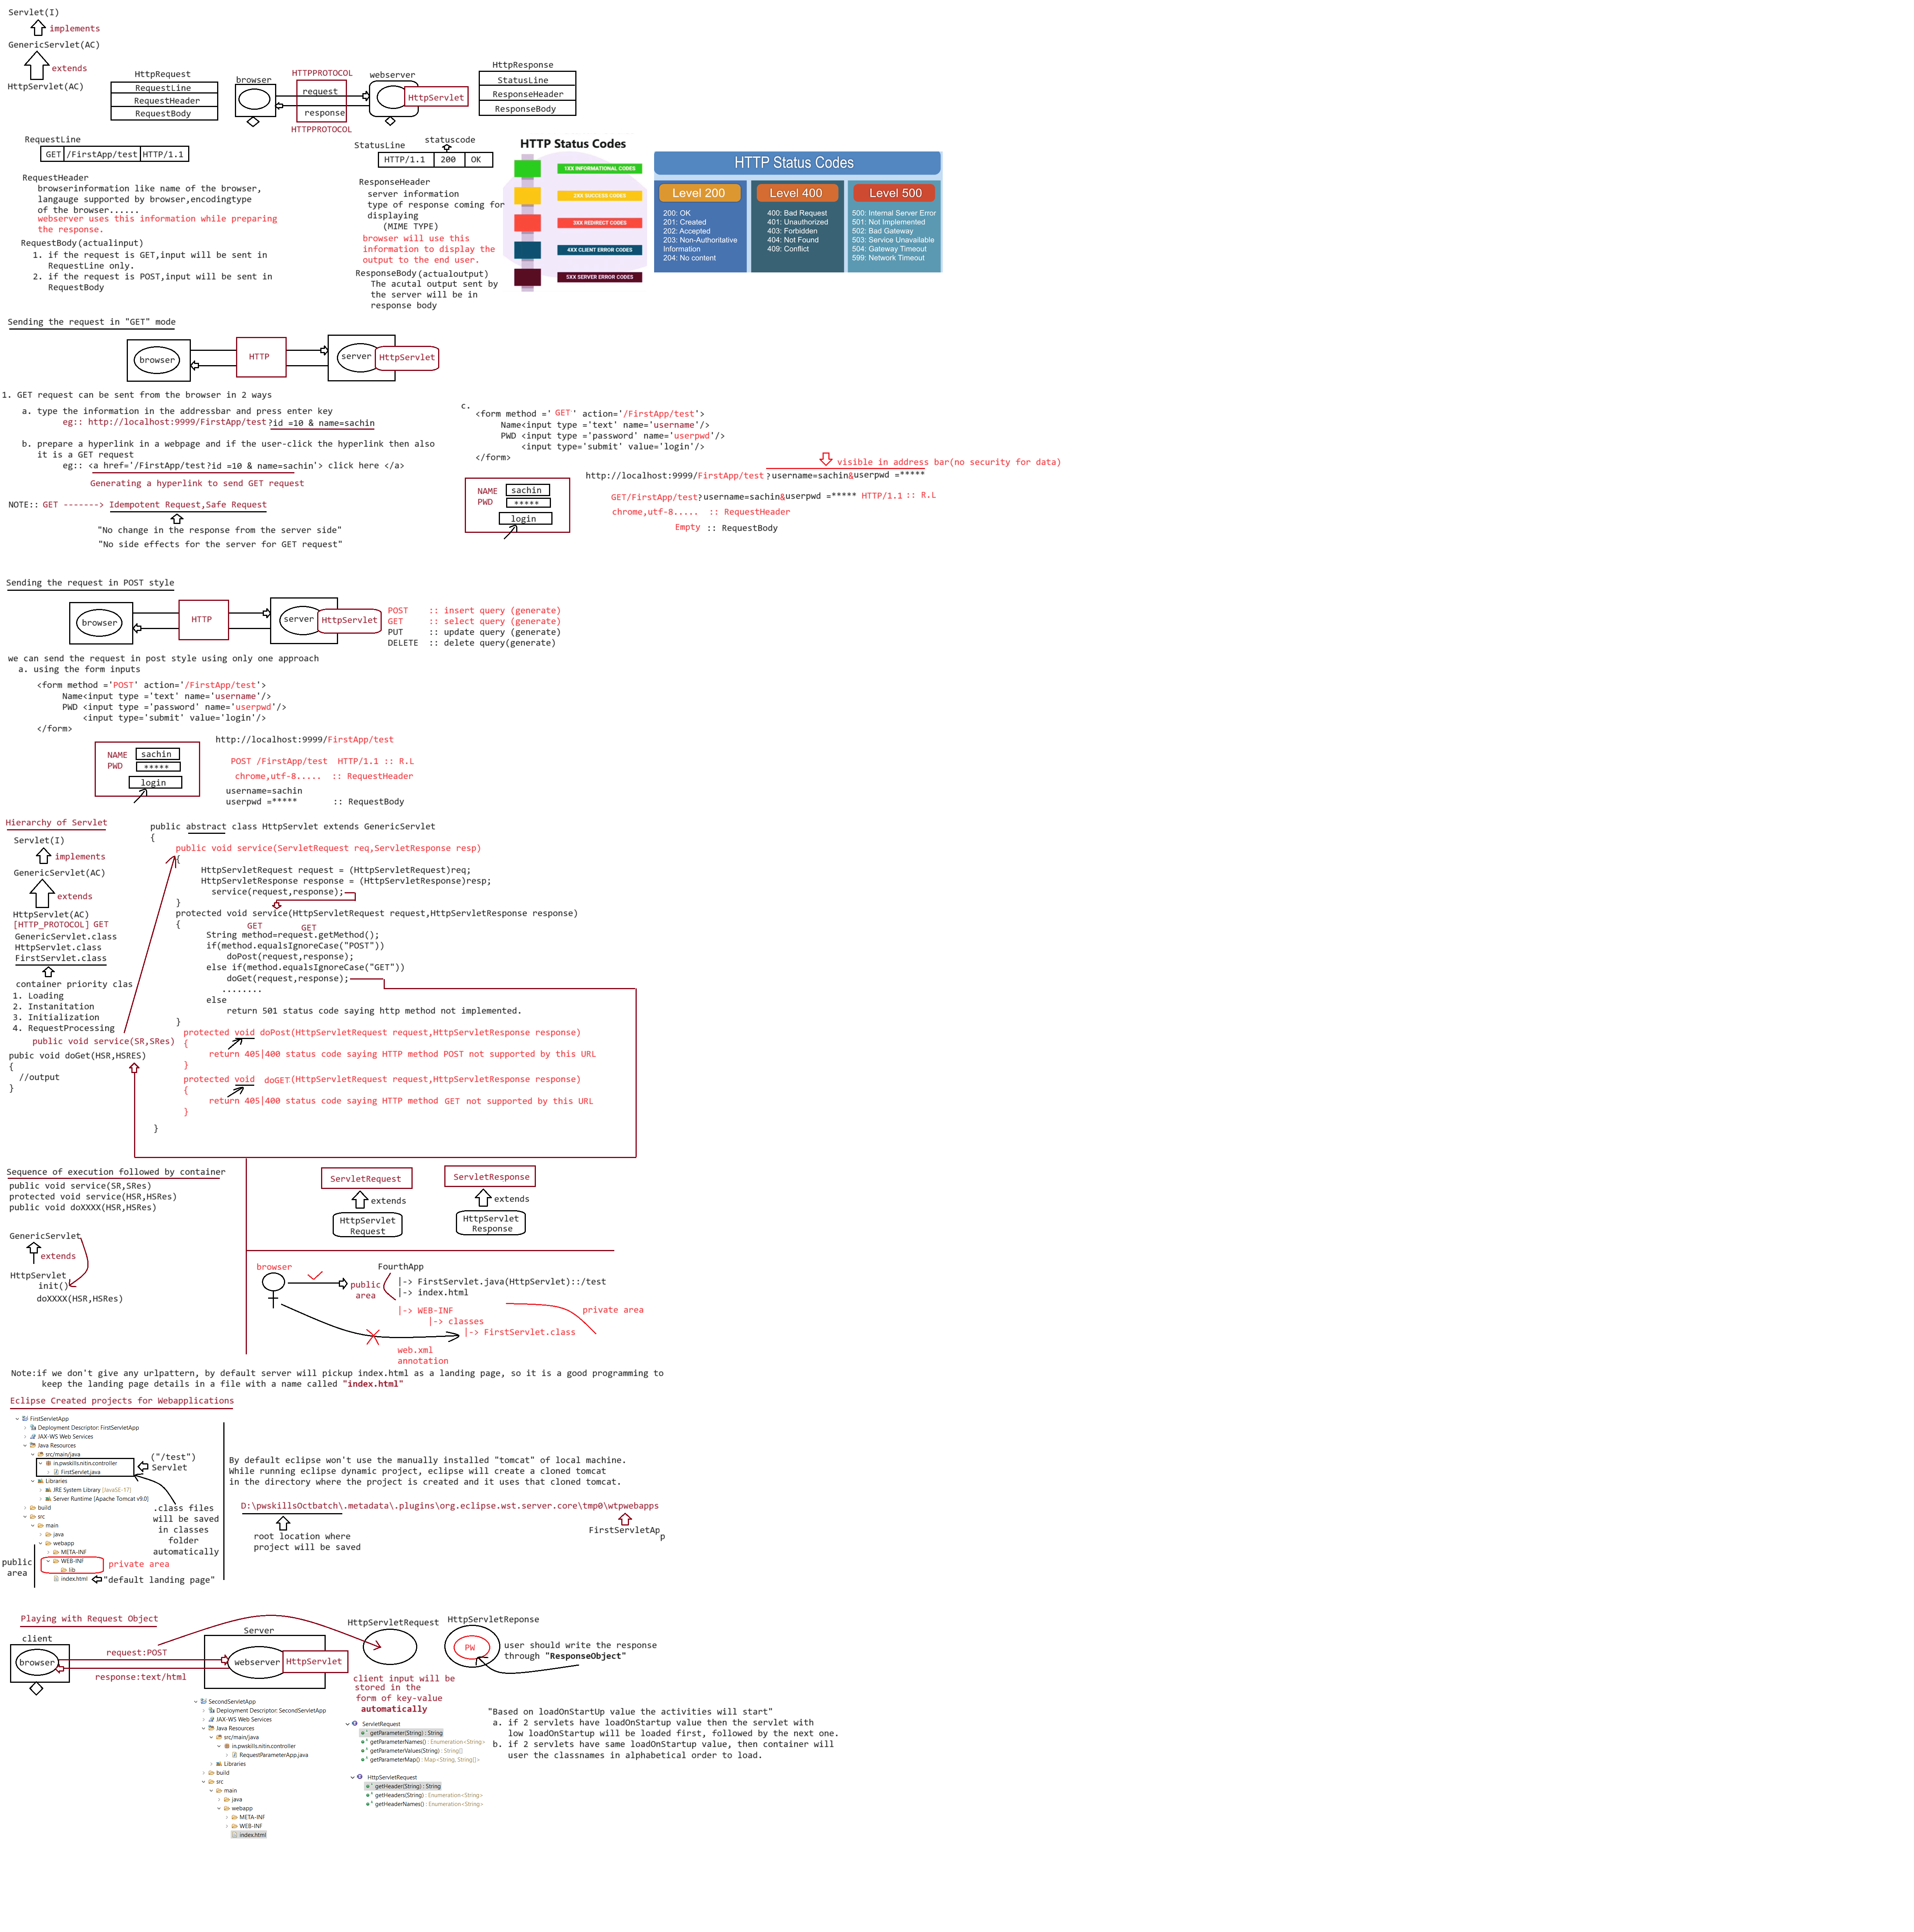 Servlet(I)
implements
GenericServlet(AC)
extends
HttpServlet(AC)
HttpRequest
RequestLine
RequestHeader
RequestBody
browser
HTTPPROTOCOL
request
response
HTTPPROTOCOL
webserver
HttpServlet
HttpResponse
StatusLine
ResponseHeader
ResponseBody
RequestLine
GET /FirstApp/test HTTP/1.1
RequestHeader
browserinformation like name of the browser,
langauge supported by browser,encodingtype
of the browser......
webserver uses this information while preparing
the response.
RequestBody(actualinput)
1. if the request is GET,input will be sent in
RequestLine only.
2. if the request is POST,input will be sent in
RequestBody
statuscode
StatusLine
HTTP/1.1 200 OK
ResponseHeader
server information
type of response coming for
displaying
(MIME TYPE)
browser will use this
information to display the
output to the end user.
ResponseBody(actualoutput)
The acutal output sent by
the server will be in
response body
HTTP Status Codes
1XX INFORMATIONAL CODES
2XX SUCCESS CODES
3XX REDIRECT CODES
4XX CLIENT ERROR CODES
5XX SERVER ERROR CODES
HTTP Status Codes
Level 200
200: OK
201: Created
202: Accepted
203: Non-Authoritative
Information
204: No content
Level 400
400: Bad Request
401: Unauthorized
403: Forbidden
404: Not Found
409: Conflict
Level 500
500: Internal Server Error
501: Not Implemented
502: Bad Gateway
503: Service Unavailable
504: Gateway Timeout
599: Network Timeout
Sending the request in "GET" mode
browser
HTTP
server
HttpServlet
1. GET request can be sent from the browser in 2 ways
a. type the information in the addressbar and press enter key
eg:: http://localhost:9999/FirstApp/test?id =10 & name=sachin
b. prepare a hyperlink in a webpage and if the user-click the hyperlink then also
it is a GET request
eg:: <a href='/FirstApp/test?id =10 & name=sachin'> click here </a>
Generating a hyperlink to send GET request
NOTE:: GET -------> Idempotent Request,Safe Request
"No change in the response from the server side"
"No side effects for the server for GET request"
c.
<form method =' GET' ' action='/FirstApp/test'>
Name<input type ='text' name='username'/>
PWD <input type ='password' name='userpwd'/>
<input type='submit' value='login'/>
</form>
visible in address bar(no security for data)
http://localhost:9999/FirstApp/test ?username=sachin&userpwd =*****
NAME sachin
PWD *****
login
GET/FirstApp/test?username=sachin&userpwd =***** HTTP/1.1 :: R.L
chrome,utf-8..... :: RequestHeader
Empty :: RequestBody
Sending the request in POST style
browser
HTTP
server
HttpServlet
POST :: insert query (generate)
GET :: select query (generate)
PUT :: update query (generate)
DELETE :: delete query(generate)
we can send the request in post style using only one approach
a. using the form inputs
<form method ='POST' action='/FirstApp/test'>
Name<input type ='text' name='username'/>
PWD <input type ='password' name='userpwd'/>
<input type='submit' value='login'/>
</form>
NAME sachin
PWD *****
login
http://localhost:9999/FirstApp/test
POST /FirstApp/test HTTP/1.1 :: R.L
chrome,utf-8..... :: RequestHeader
username=sachin
userpwd =***** :: RequestBody
Hierarchy of Servlet
Servlet(I)
implements
GenericServlet(AC)
extends
HttpServlet(AC)
[HTTP_PROTOCOL] GET
GenericServlet.class
HttpServlet.class
FirstServlet.class
container priority clas
1. Loading
2. Instanitation
3. Initialization
4. RequestProcessing
public void service(SR,SRes)
pubic void doGet(HSR,HSRES)
{
//output
}
public abstract class HttpServlet extends GenericServlet
{
public void service(ServletRequest req,ServletResponse resp)
{
HttpServletRequest request = (HttpServletRequest)req;
HttpServletResponse response = (HttpServletResponse)resp;
service(request,response);
}
protected void service(HttpServletRequest request,HttpServletResponse response)
{
GET GET
String method=request.getMethod();
if(method.equalsIgnoreCase("POST"))
doPost(request,response);
else if(method.equalsIgnoreCase("GET"))
doGet(request,response);
........
else
return 501 status code saying http method not implemented.
}
protected void doPost(HttpServletRequest request,HttpServletResponse response)
{
return 405|400 status code saying HTTP method POST not supported by this URL
}
protected void doGET(HttpServletRequest request,HttpServletResponse response)
{
return 405|400 status code saying HTTP method GET not supported by this URL
}
}
Sequence of execution followed by container
public void service(SR,SRes)
protected void service(HSR,HSRes)
public void doXXXX(HSR,HSRes)
GenericServlet
extends
HttpServlet
init()
doXXXX(HSR,HSRes)
ServletRequest
extends
HttpServlet
Request
ServletResponse
extends
HttpServlet
Response
browser
public
area
FourthApp
|-> FirstServlet.java(HttpServlet)::/test
|-> index.html
|-> WEB-INF
|-> classes
|-> FirstServlet.class
private area
web.xml
annotation
Note:if we don't give any urlpattern, by default server will pickup index.html as a landing page, so it is a good programming to
keep the landing page details in a file with a name called "index.html"
Eclipse Created projects for Webapplications
FirstServletApp
Deployment Descriptor: FirstServletApp
JAX-WS Web Services
Java Resources
src/main/java
in.pwskills.nitin.controller
FirstServlet.java
Libraries
JRE System Library [JavaSE-17]
Server Runtime [Apache Tomcat v9.0]
build
src
main
java
webapp
META-INF
WEB-INF
lib
index.html
("/test")
Servlet
.class files
will be saved
in classes
folder
automatically
public
area
private area
"default landing page"
By default eclipse won't use the manually installed "tomcat" of local machine.
While running eclipse dynamic project, eclipse will create a cloned tomcat
in the directory where the project is created and it uses that cloned tomcat.
D:\pwskillsOctbatch\.metadata\.plugins\org.eclipse.wst.server.core\tmp0\wtpwebapps
root location where
project will be saved
FirstServletAp
p
Playing with Request Object
client
browser
request:POST
response:text/html
Server
webserver
HttpServlet
HttpServletRequest
client input will be
stored in the
form of key-value
automatically
HttpServletReponse
PW
user should write the response
through "ResponseObject"
SecondServletApp
Deployment Descriptor: SecondServletApp
JAX-WS Web Services
Java Resources
src/main/java
in.pwskills.nitin.controller
RequestParameterApp.java
Libraries
build
src
main
java
webapp
META-INF
WEB-INF
index.html
ServletRequest
getParameter(String) : String
getParameterNames() : Enumeration<String>
getParameterValues(String) : String[]
getParameterMap() : Map<String, String[]>
HttpServletRequest
getHeader(String) : String
getHeaders(String) : Enumeration<String>
getHeaderNames() : Enumeration<String>
"Based on loadOnStartUp value the activities will start"
a. if 2 servlets have loadOnStartup value then the servlet with
low loadOnStartup will be loaded first, followed by the next one.
b. if 2 servlets have same loadOnStartup value, then container will
user the classnames in alphabetical order to load.